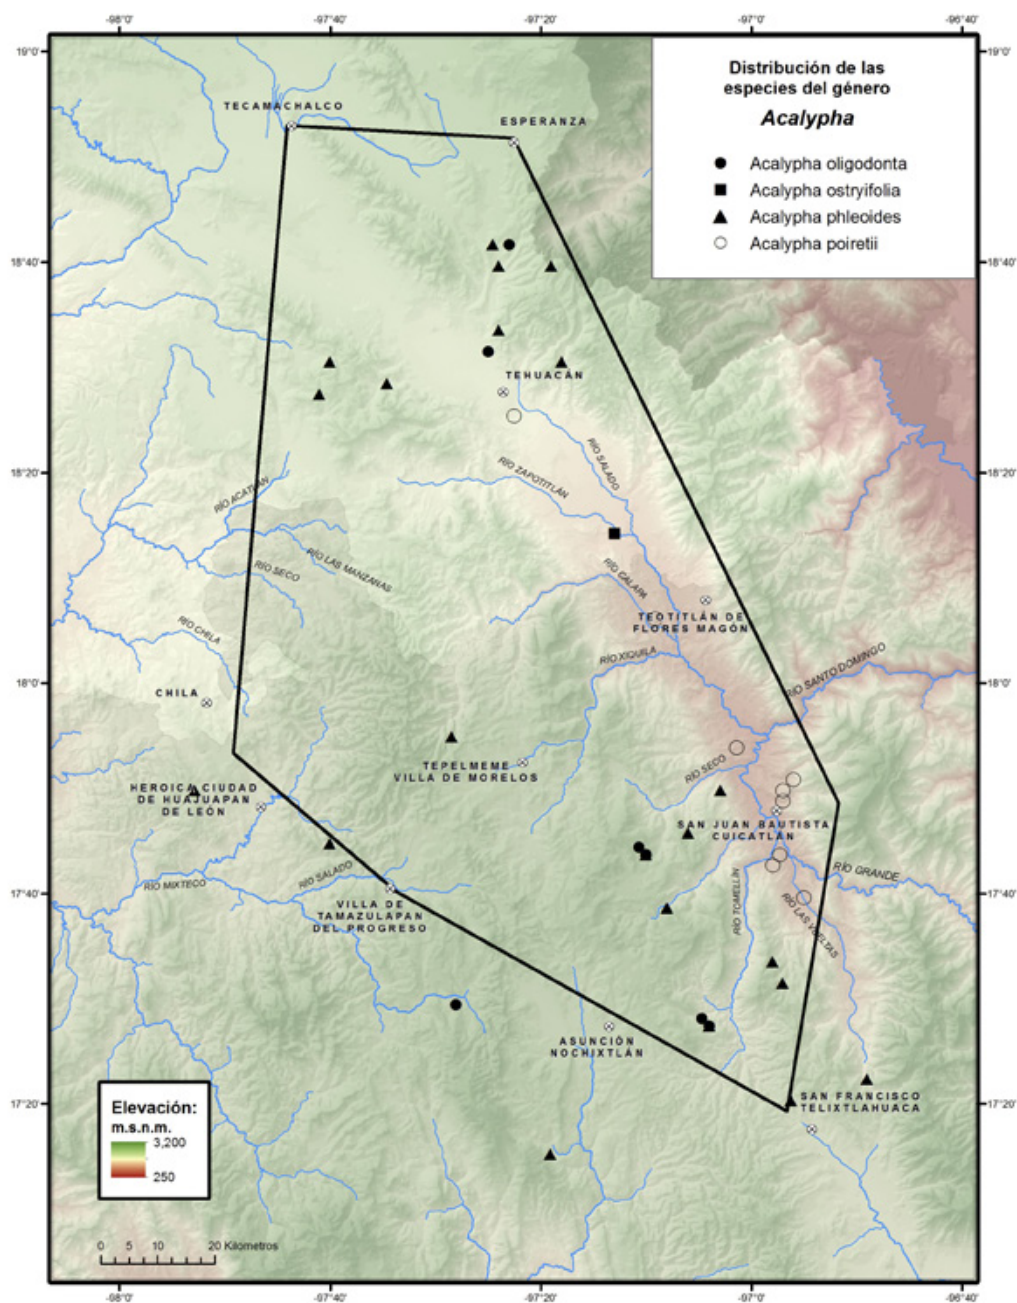 -98°0'
-97°40'
-97°20'
-97°0'
-96°40'
19°0'
19°0'
Distribución de las
especies del género
Acalypha
Acalypha oligodonta
Acalypha ostryifolia
Acalypha phleoides
Acalypha poiretii
TECAMACHALCO
ESPERANZA
18°40'
18°40'
TEHUACÁN
RÍO SALADO
RÍO ZAPOTITLÁN
18°20'
18°20'
RÍO ACATLÁN
RÍO LAS MANZANAS
RÍO SECO
RÍO CALAPA
TEOTITLÁN DE
FLORES MAGÓN
RÍO CHILA
RÍO XIQUILA
RÍO SANTO DOMINGO
18°0'
18°0'
CHILA
TEPELMEME
VILLA DE MORELOS
RÍO SECO
HEROICA CIUDAD
DE HUAJUAPAN
DE LEÓN
SAN JUAN BAUTISTA
CUICATLÁN
RÍO GRANDE
RÍO MIXTECO
RÍO SALADO
17°40'
17°40'
VILLA DE
TAMAZULAPAN
DEL PROGRESO
RÍO TOMELLÍN
RÍO LAS VUELTAS
ASUNCIÓN
NOCHIXTLÁN
SAN FRANCISCO
TELIXTLAHUACA
17°20'
17°20'
Elevación:
m.s.n.m.
3,200
250
0 5 10 20 Kilometros
-98°0'
-97°40'
-97°20'
-97°0'
-96°40'